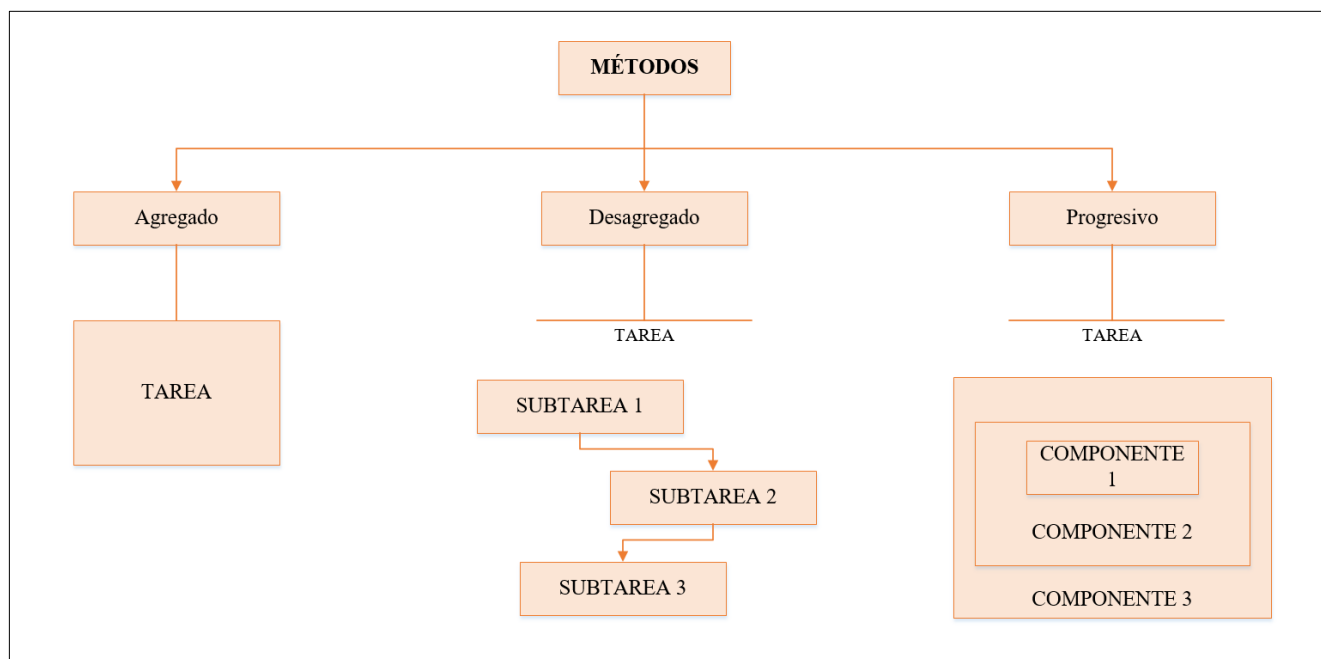 MÉTODOS
Agregado
Desagregado
Progresivo
TAREA
TAREA
TAREA
SUBTAREA 1
SUBTAREA 2
SUBTAREA 3
COMPONENTE
1
COMPONENTE 2
COMPONENTE 3